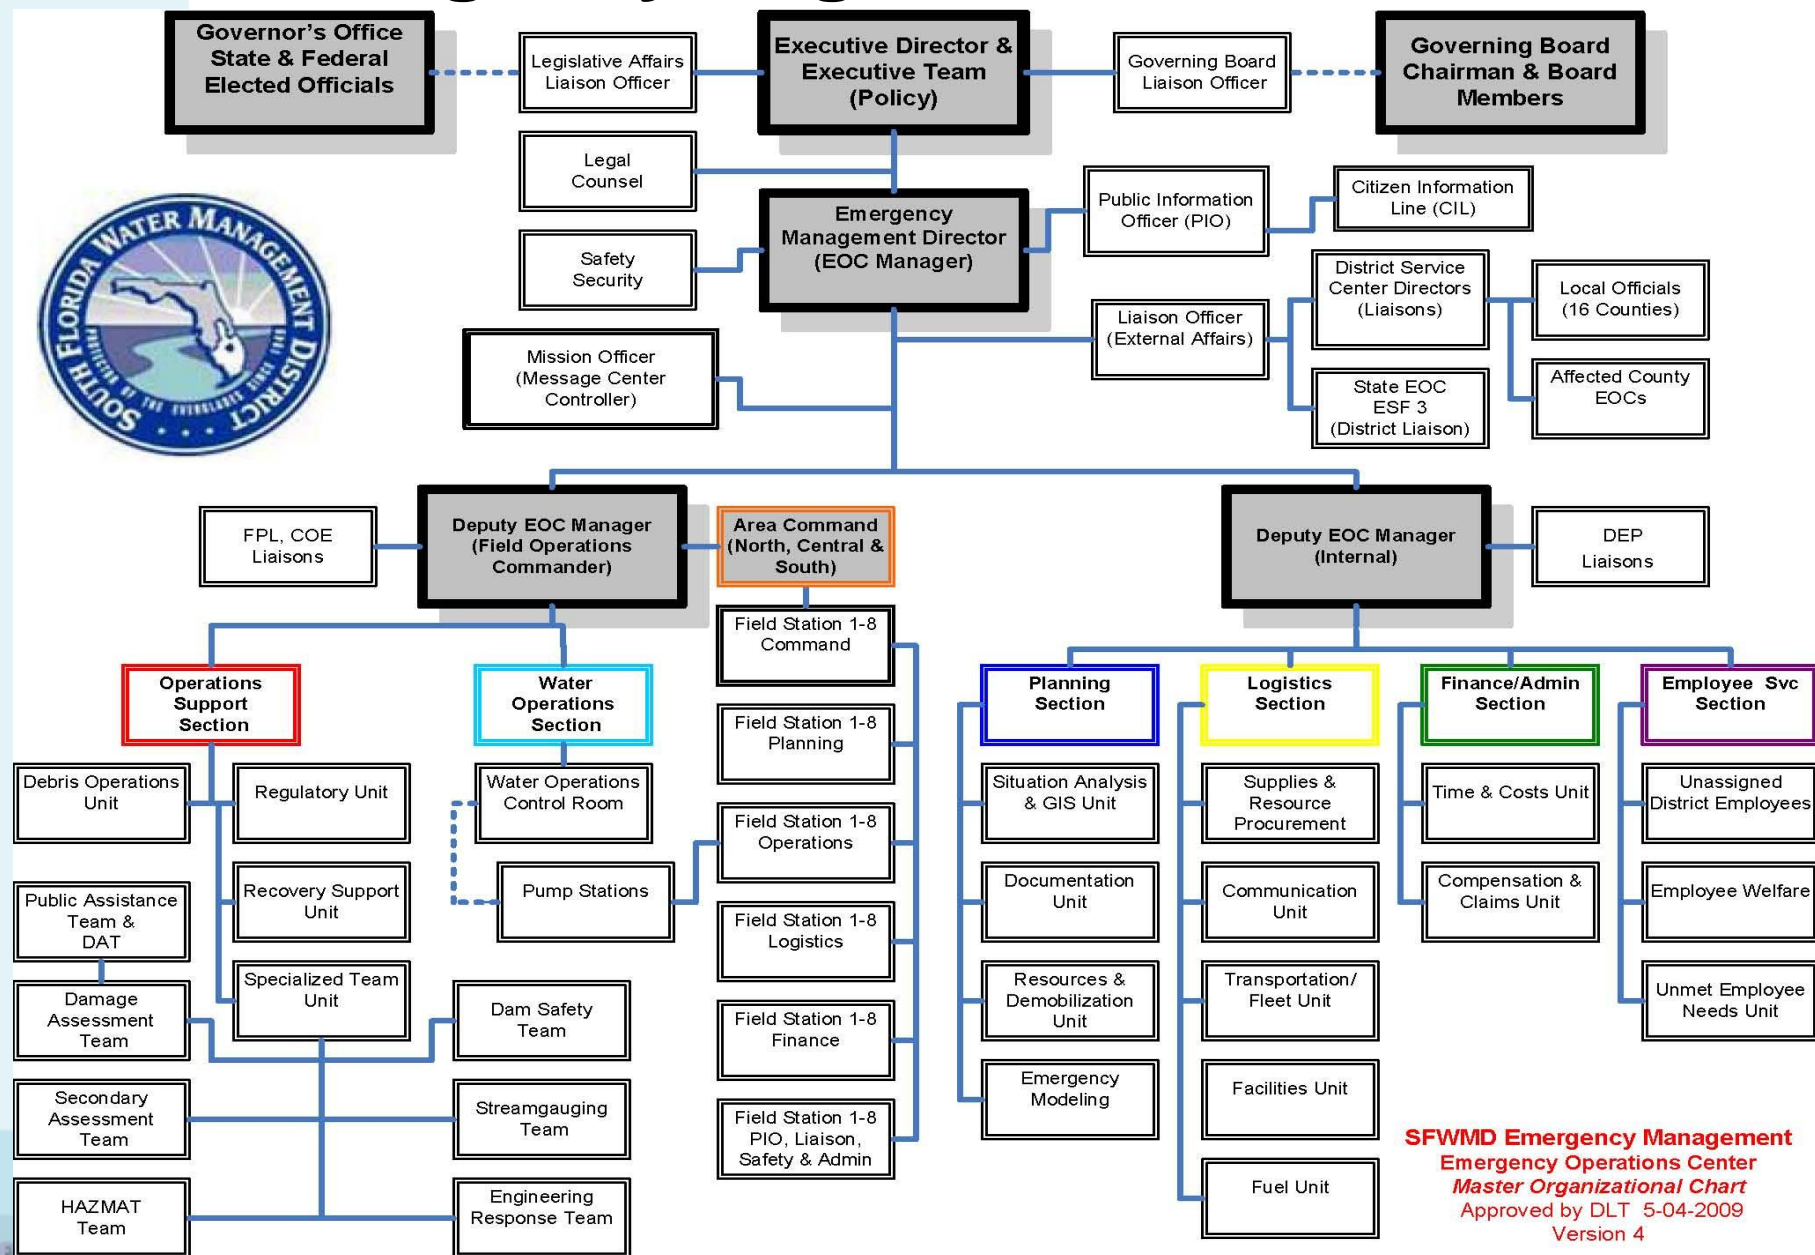 Governor's Office
State & Federal
Elected Officials
Legislative Affairs
Liaison Officer
Executive Director &
Executive Team
(Policy)
Governing Board
Liaison Officer
Governing Board
Chairman & Board
Members
Legal
Counsel
Safety
Security
Emergency
Management Director
(EOC Manager)
Public Information
Officer (PIO)
Citizen Information
Line (CIL)
SOUTH FLORIDA WATER MANAGEMENT DISTRICT
Mission Officer
(Message Center
Controller)
Liaison Officer
(External Affairs)
District Service
Center Directors
(Liaisons)
Local Officials
(16 Counties)
State EOC
ESF 3
(District Liaison)
Affected County
EOCs
FPL, COE
Liaisons
Deputy EOC Manager
(Field Operations
Commander)
Area Command
(North, Central &
South)
Deputy EOC Manager
(Internal)
DEP
Liaisons
Operations
Support
Section
Water
Operations
Section
Debris Operations
Unit
Regulatory Unit
Public Assistance
Team &
DAT
Recovery Support
Unit
Damage
Assessment
Team
Specialized Team
Unit
Dam Safety
Team
Secondary
Assessment
Team
Streamgauging
Team
HAZMAT
Team
Engineering
Response Team
Water Operations
Control Room
Pump Stations
Field Station 1-8
Command
Field Station 1-8
Planning
Field Station 1-8
Operations
Field Station 1-8
Logistics
Field Station 1-8
Finance
Field Station 1-8
PIO, Liaison,
Safety & Admin
Planning
Section
Situation Analysis
& GIS Unit
Documentation
Unit
Resources &
Demobilization
Unit
Emergency
Modeling
Logistics
Section
Supplies &
Resource
Procurement
Communication
Unit
Transportation/
Fleet Unit
Facilities Unit
Fuel Unit
Finance/Admin
Section
Time & Costs Unit
Compensation &
Claims Unit
Employee Svc
Section
Unassigned
District Employees
Employee Welfare
Unmet Employee
Needs Unit
SFWMD Emergency Management
Emergency Operations Center
Master Organizational Chart
Approved by DLT 5-04-2009
Version 4